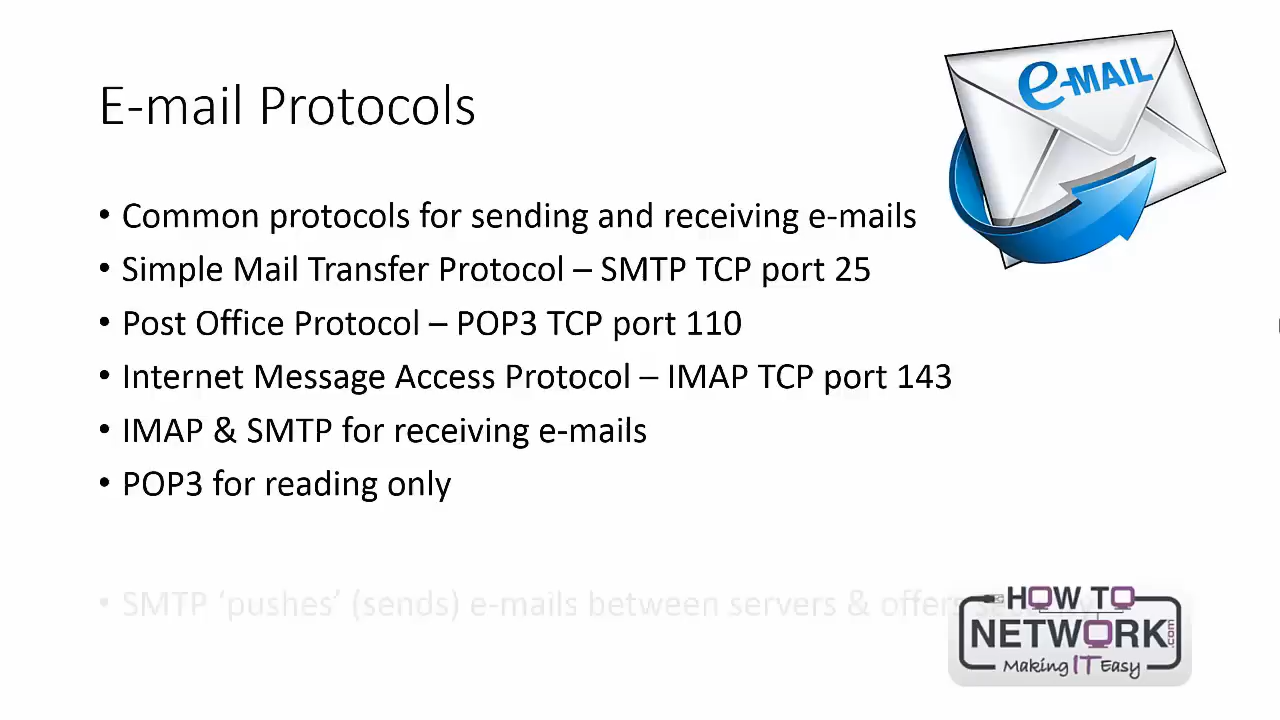 e-MAIL
E-mail Protocols
• Common protocols for sending and receiving e-mails
• Simple Mail Transfer Protocol – SMTP TCP port 25
• Post Office Protocol – POP3 TCP port 110
• Internet Message Access Protocol – IMAP TCP port 143
• IMAP & SMTP for receiving e-mails
• POP3 for reading only
• SMTP ‘pushes’ (sends) e-mails between servers & offers
HOW TO
NETWORK.com
Making IT Easy